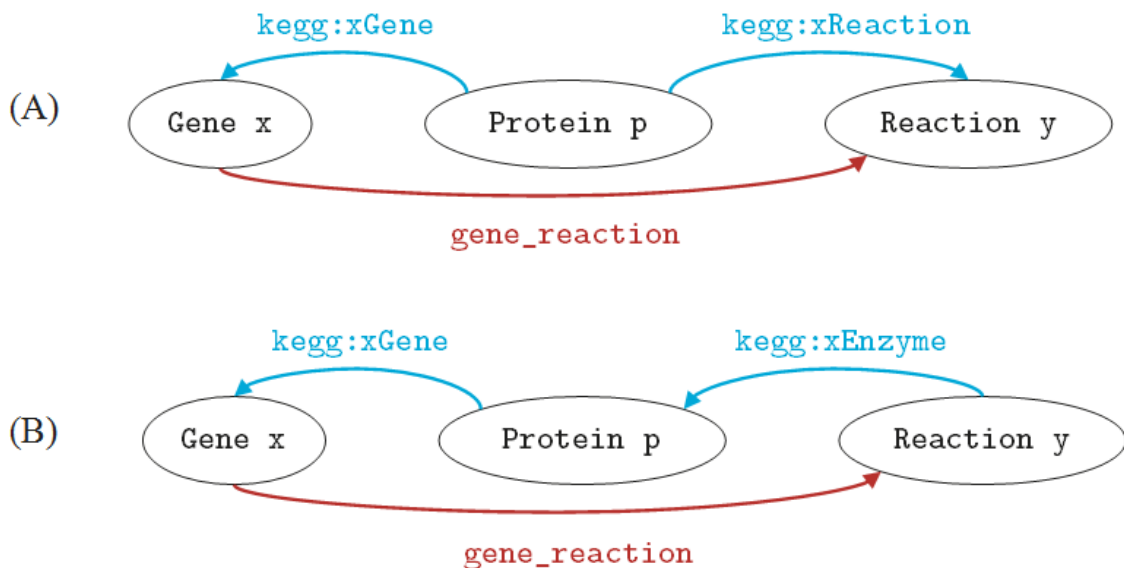 kegg:xGene kegg:xReaction
(A) Gene x Protein p Reaction y
gene_reaction
kegg:xGene kegg:xEnzyme
(B) Gene x Protein p Reaction y
gene_reaction